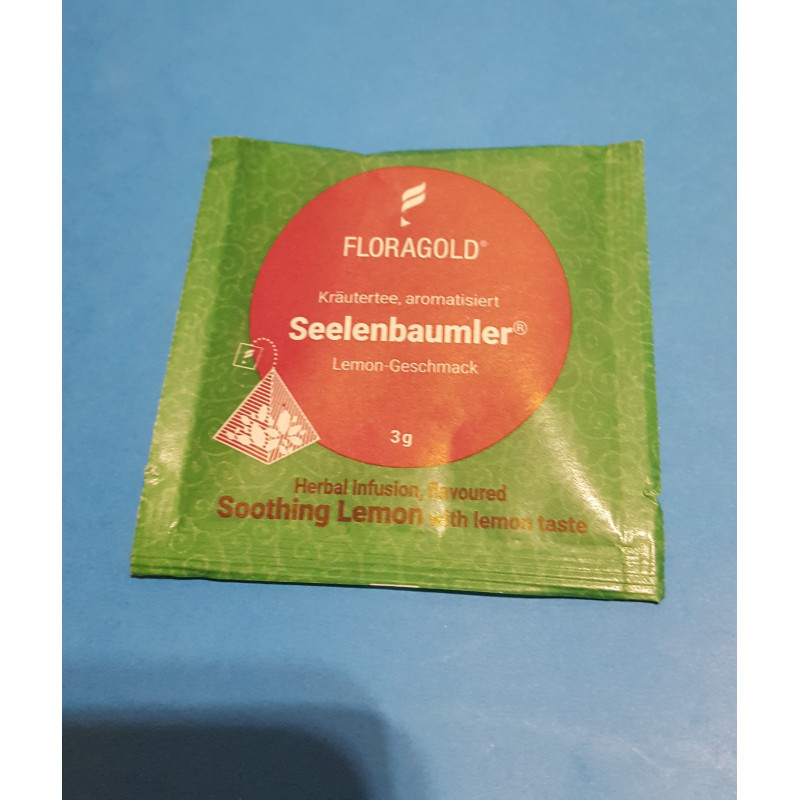 FLORAGOLD®
Kräutertee, aromatisiert
Seelenbaumler®
Lemon-Geschmack
3g
Herbal infusion, flavoured
Soothing Lemon with lemon taste